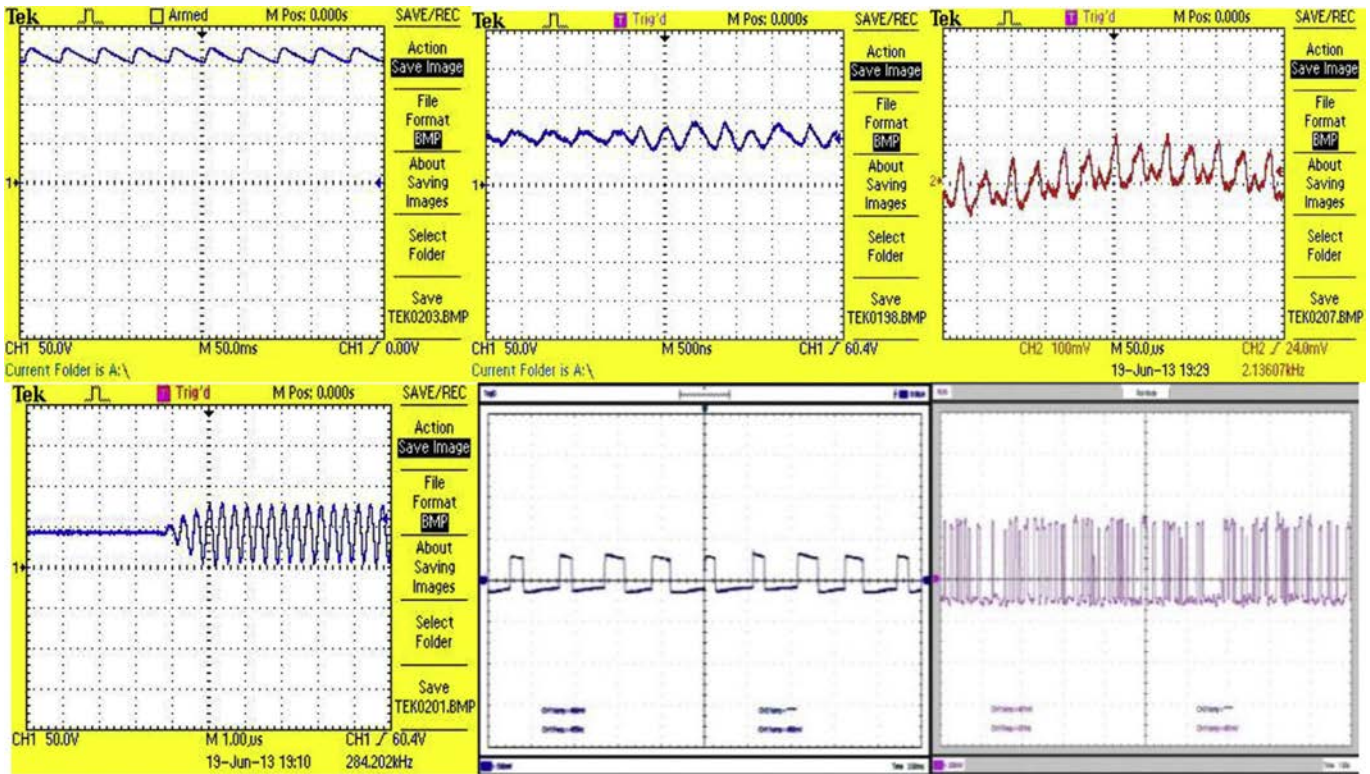 Tek Armed M Pos: 0.000s SAVE/REC
Action
Save Image
File
Format
BMP
About
Saving
Images
Select
Folder
Save
TEK0203.BMP
1
CH1 50.0V M 50.0ms CH1 0.00V
Current Folder is A:\
Tek T Trig'd M Pos: 0.000s SAVE/REC
Action
Save Image
File
Format
BMP
About
Saving
Images
Select
Folder
Save
TEK0198.BMP
1
CH1 50.0V M 500ns CH1 60.4V
Current Folder is A:\
Tek T Trig'd M Pos: 0.000s SAVE/REC
Action
Save Image
File
Format
BMP
About
Saving
Images
Select
Folder
Save
TEK0207.BMP
2
CH2 100mV M 50.0µs CH2 24.0mV
19-Jun-13 19:29 2.13607kHz
Tek Trig'd M Pos: 0.000s SAVE/REC
Action
Save Image
File
Format
BMP
About
Saving
Images
Select
Folder
Save
TEK0201.BMP
1
CH1 50.0V M 1.00µs CH1 60.4V
19-Jun-13 19:10 284.202kHz